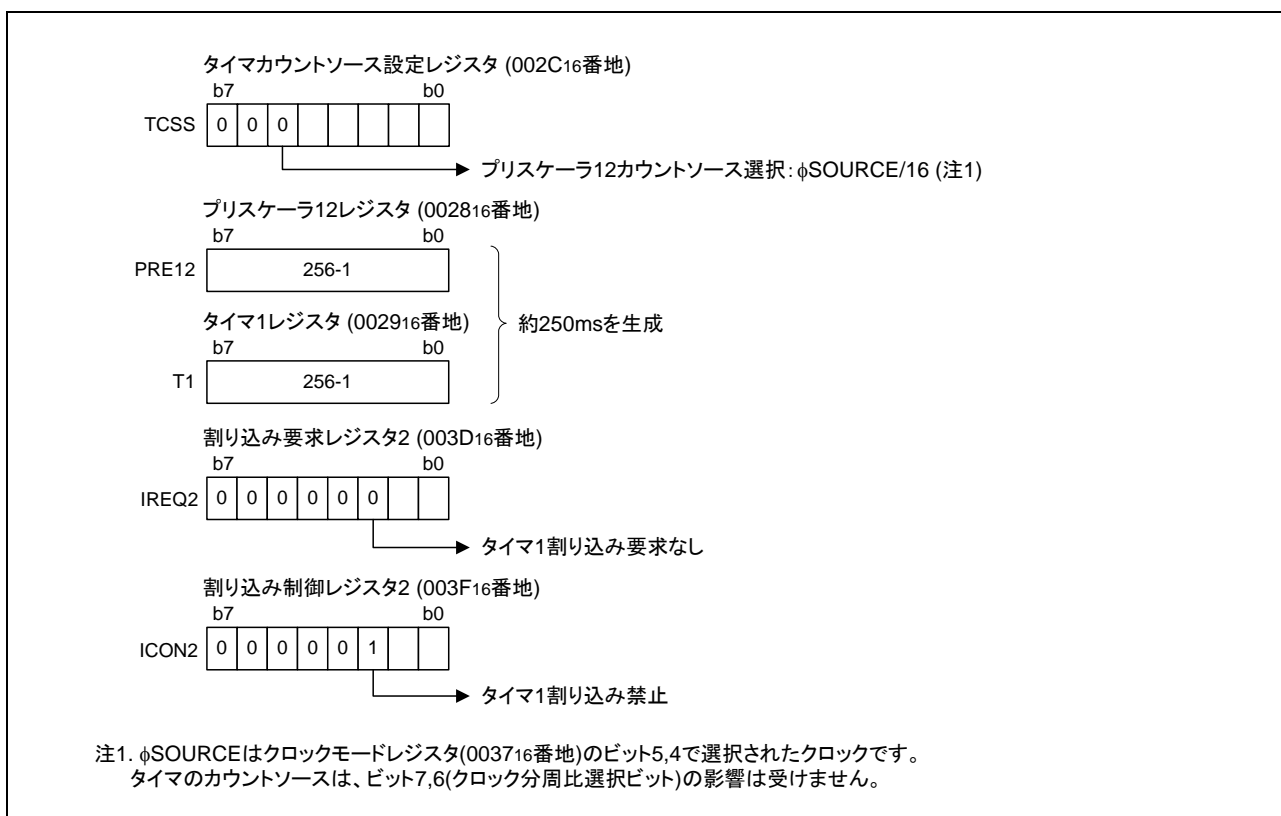 タイマカウントソース設定レジスタ (002C16番地)
b7 b0
TCSS 0 0 0
プリスケーラ12カウントソース選択：φSOURCE/16 (注1)
プリスケーラ12レジスタ (002816番地)
b7 b0
PRE12 256-1
タイマ1レジスタ (002916番地)
約250msを生成
b7 b0
T1 256-1
割り込み要求レジスタ2 (003D16番地)
b7 b0
IREQ2 0 0 0 0 0 0
タイマ1割り込み要求なし
割り込み制御レジスタ2 (003F16番地)
b7 b0
ICON2 0 0 0 0 0 1
タイマ1割り込み禁止
注1. φSOURCEはクロックモードレジスタ(003716番地)のビット5,4で選択されたクロックです。
タイマのカウントソースは、ビット7,6(クロック分周比選択ビット)の影響は受けません。